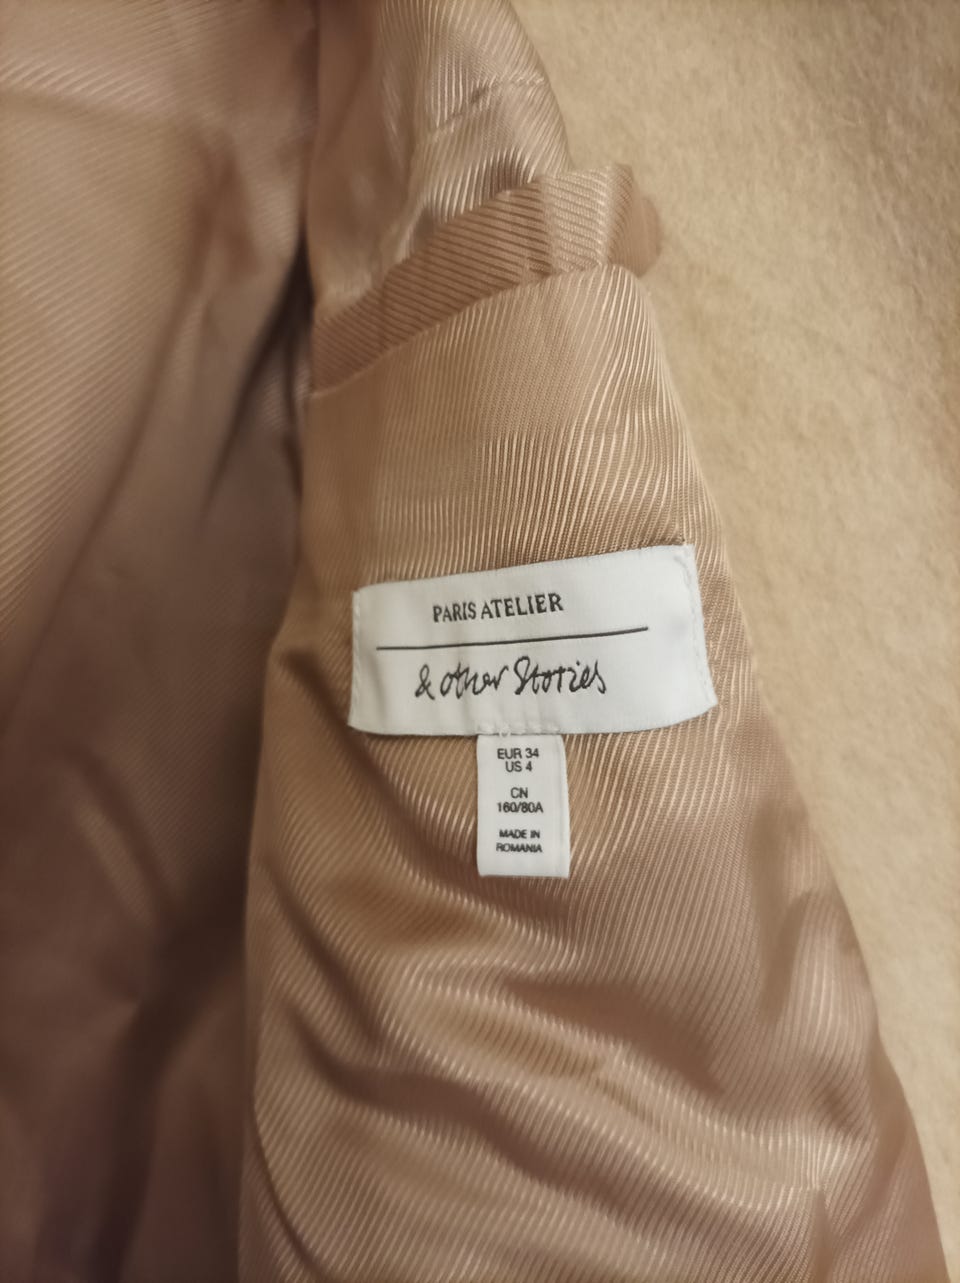 PARIS ATELIER
& other Stories
EUR 34
US 4
CN
160/80A
MADE IN
ROMANIA